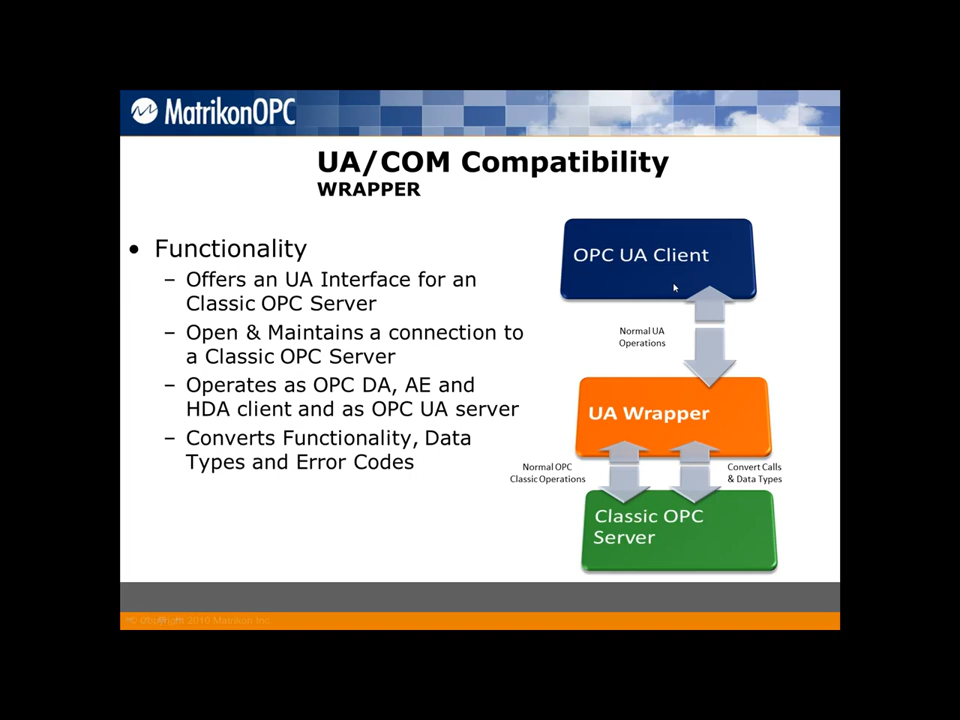 MatrikonOPC
UA/COM Compatibility
WRAPPER
• Functionality
– Offers an UA Interface for an
Classic OPC Server
– Open & Maintains a connection to
a Classic OPC Server
– Operates as OPC DA, AE and
HDA client and as OPC UA server
– Converts Functionality, Data
Types and Error Codes
OPC UA Client
Normal UA
Operations
UA Wrapper
Normal OPC
Classic Operations
Convert Calls
& Data Types
Classic OPC
Server
2010 Matrikon Inc